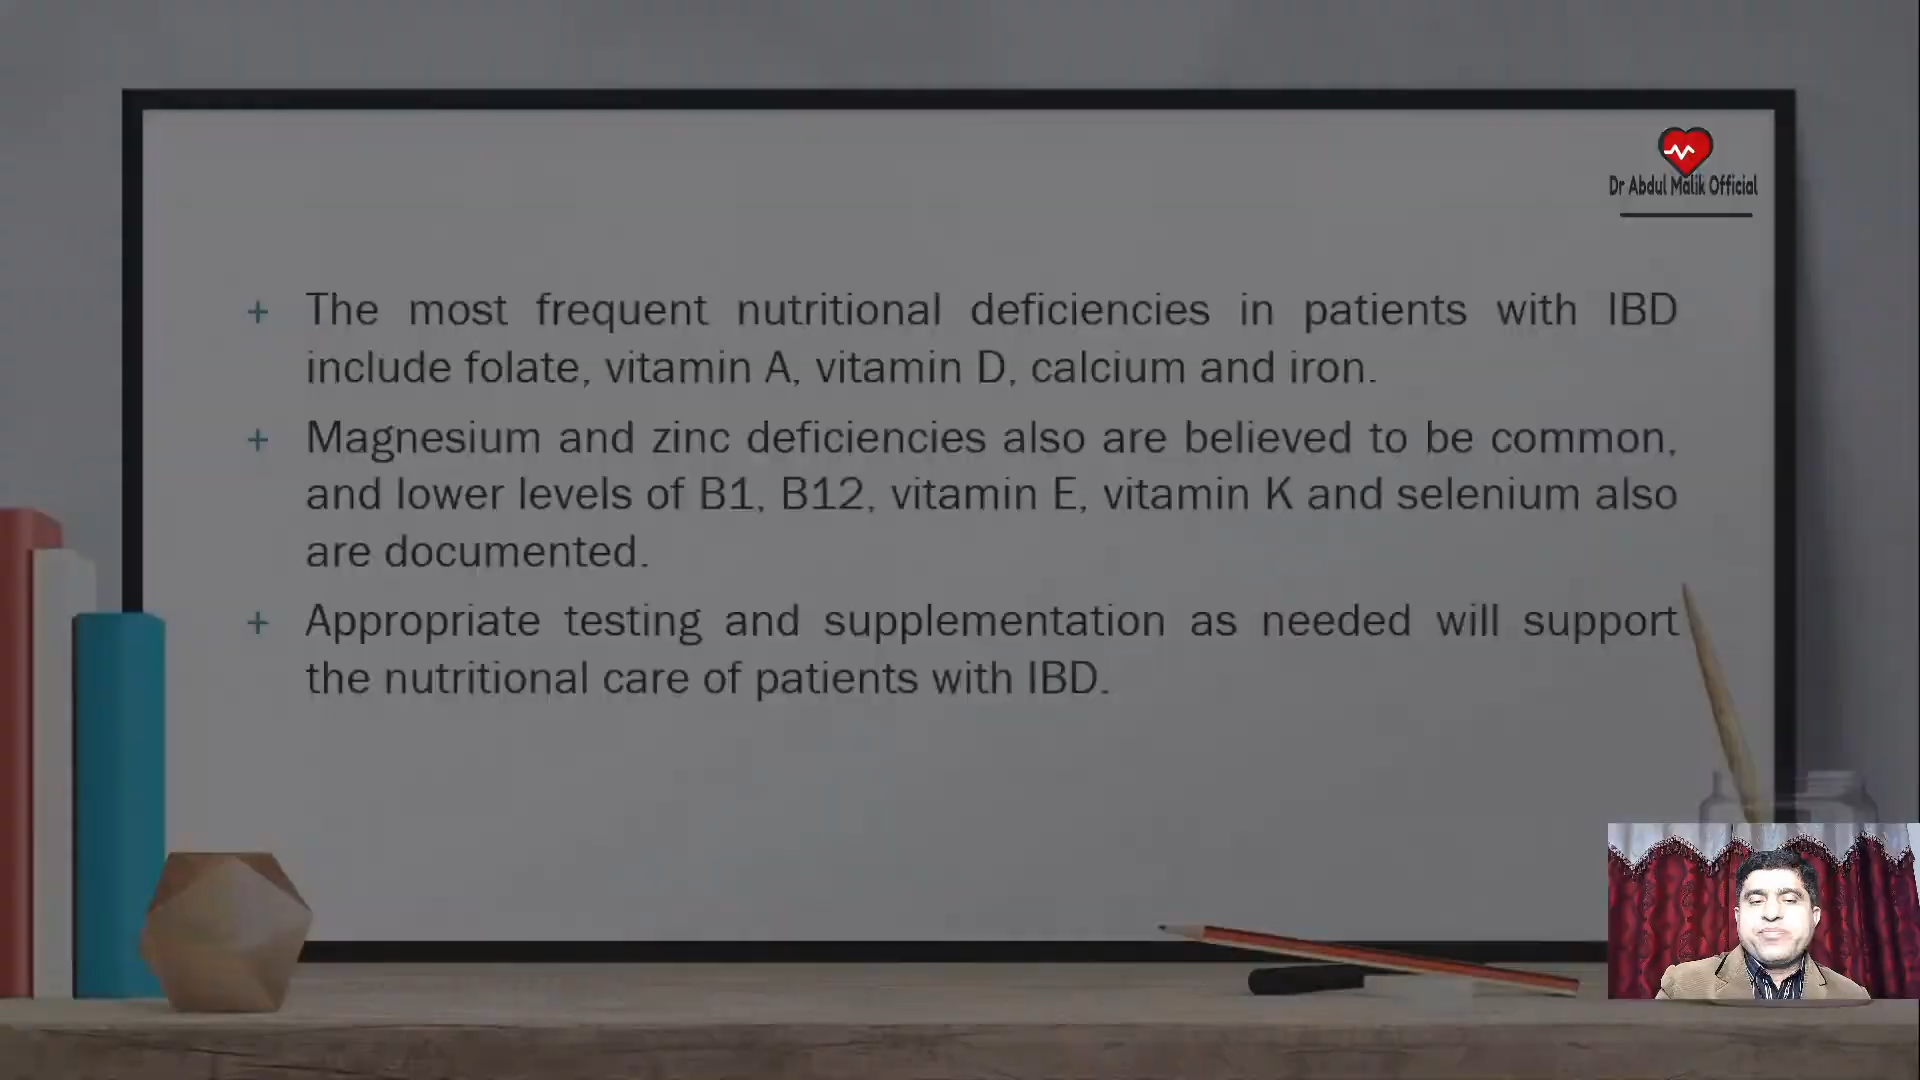 Dr Abdul Malik Official
+ The most frequent nutritional deficiencies in patients with IBD
include folate, vitamin A, vitamin D, calcium and iron.
+ Magnesium and zinc deficiencies also are believed to be common,
and lower levels of B1, B12, vitamin E, vitamin K and selenium also
are documented.
+ Appropriate testing and supplementation as needed will support
the nutritional care of patients with IBD.